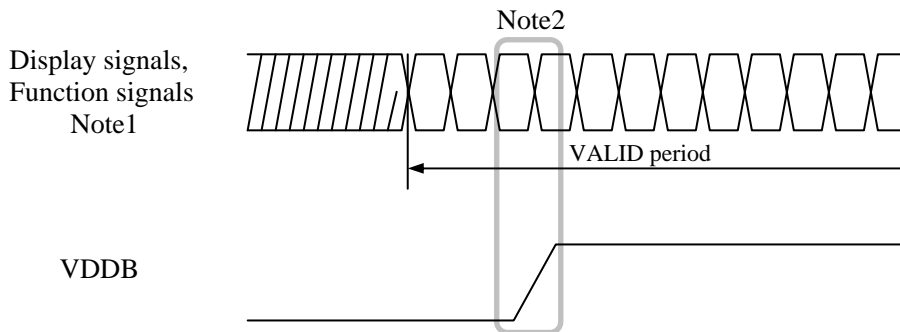 Note2
Display signals,
Function signals
Note1
VALID period
VDDB